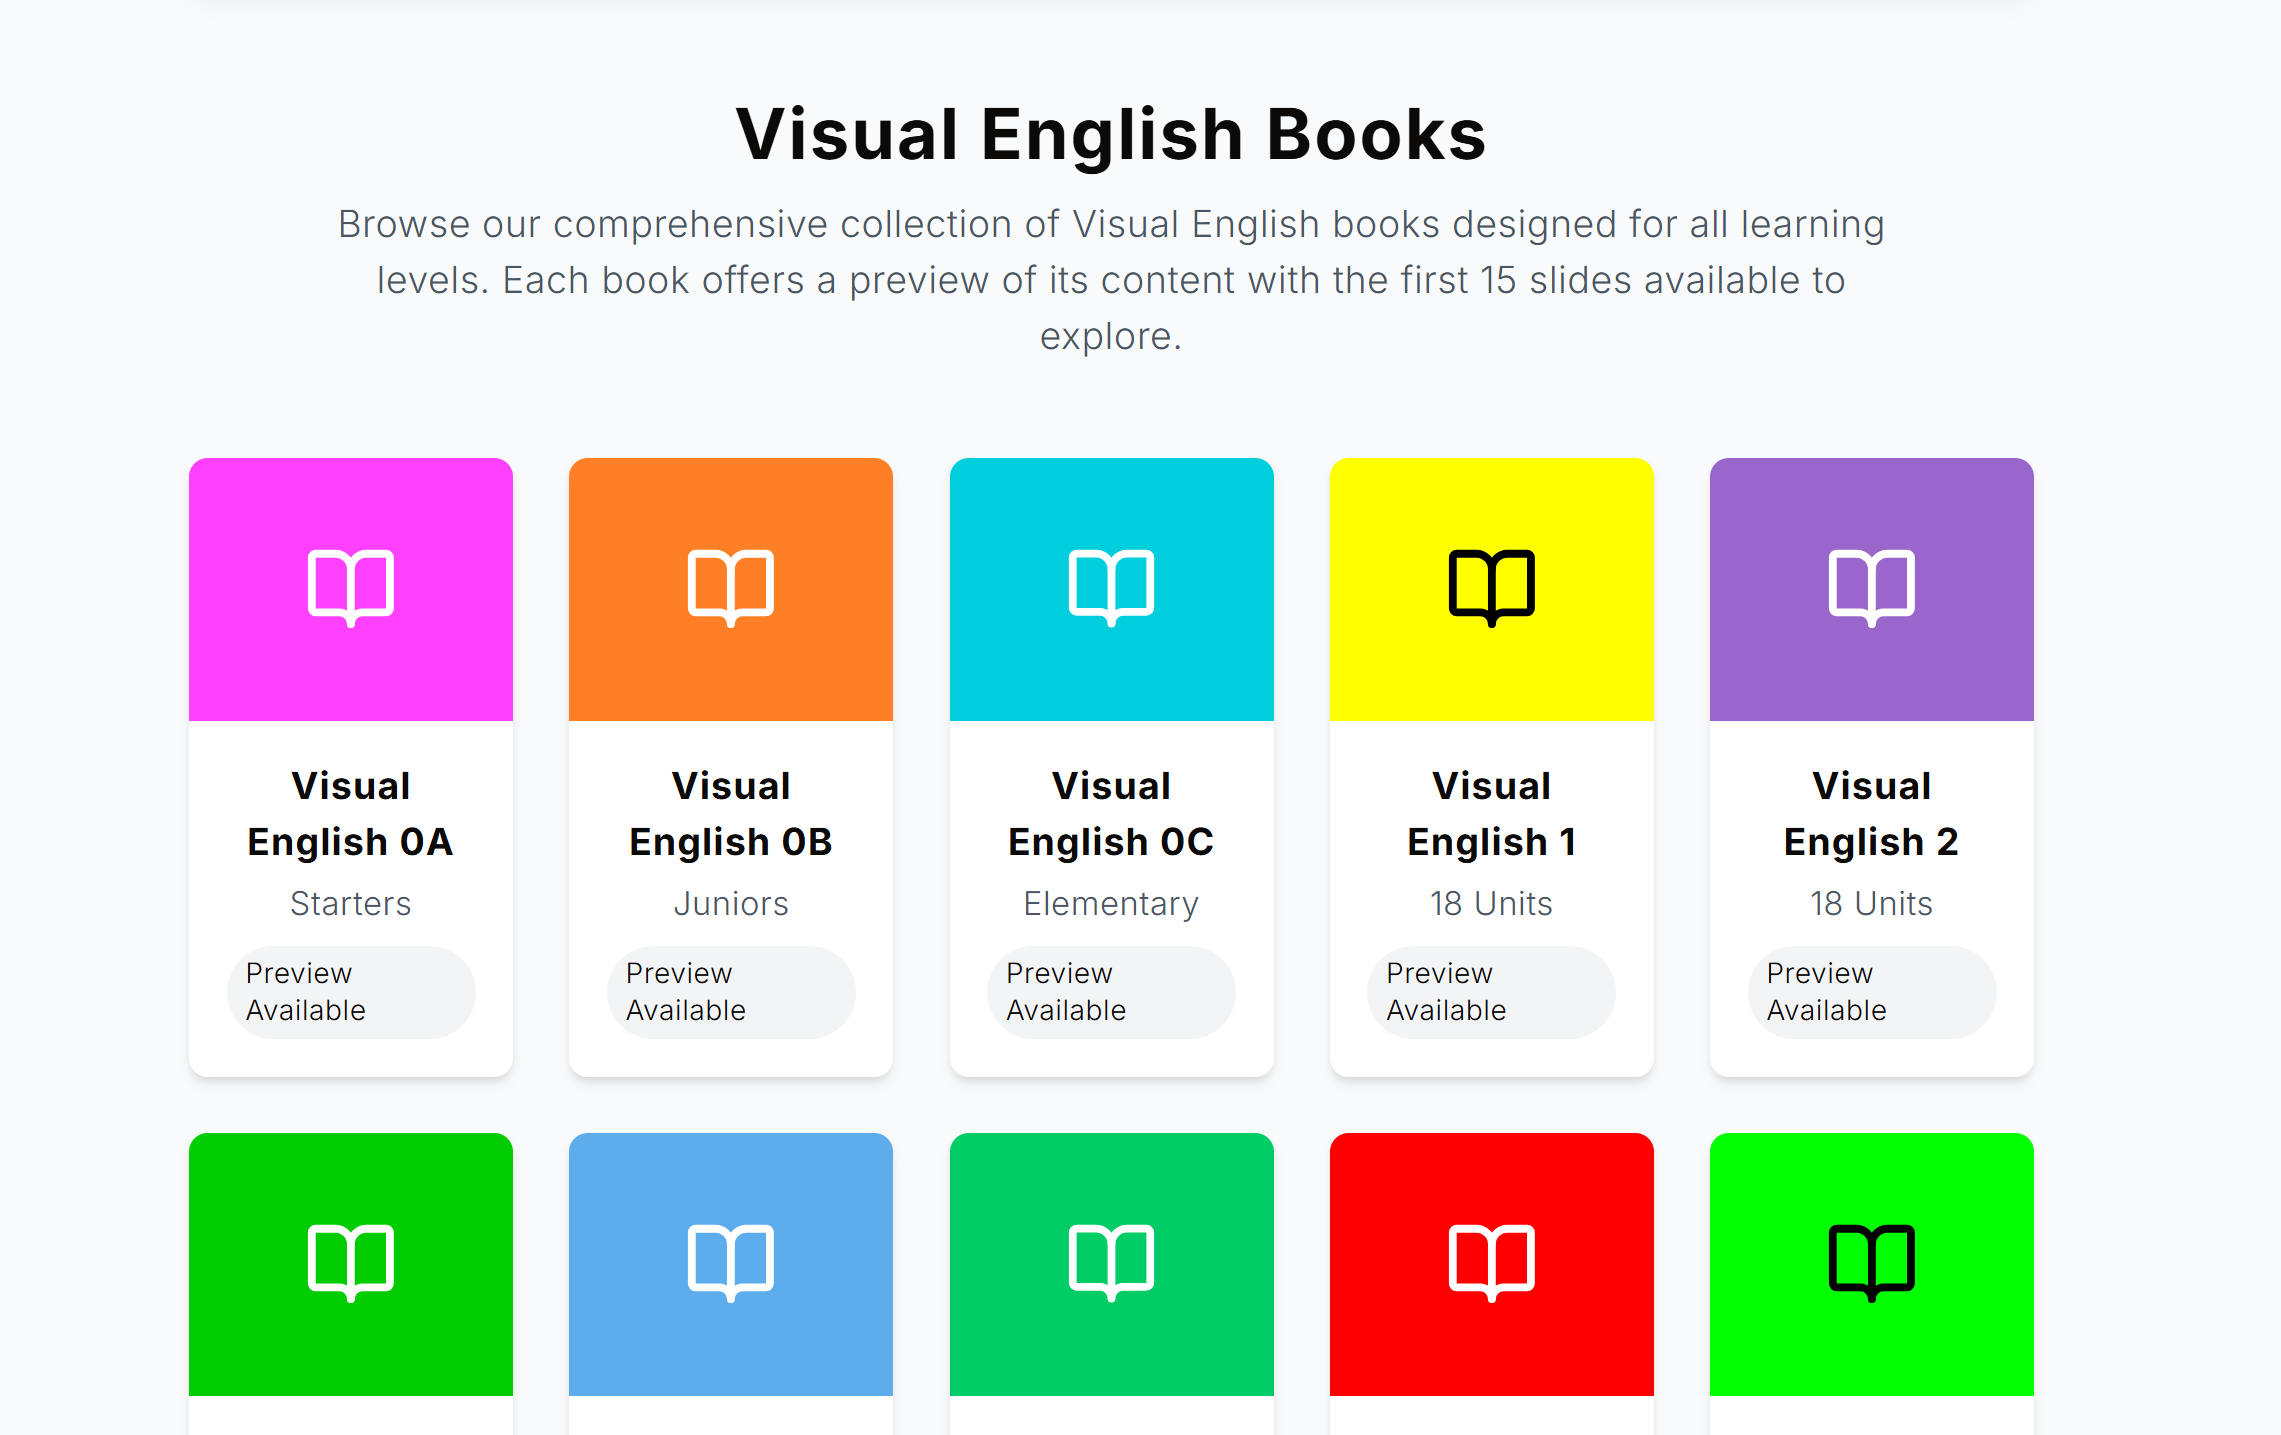 Visual English Books
Browse our comprehensive collection of Visual English books designed for all learning
levels. Each book offers a preview of its content with the first 15 slides available to
explore.
Visual
English 0A
Starters
Preview
Available
Visual
English 0B
Juniors
Preview
Available
Visual
English 0C
Elementary
Preview
Available
Visual
English 1
18 Units
Preview
Available
Visual
English 2
18 Units
Preview
Available